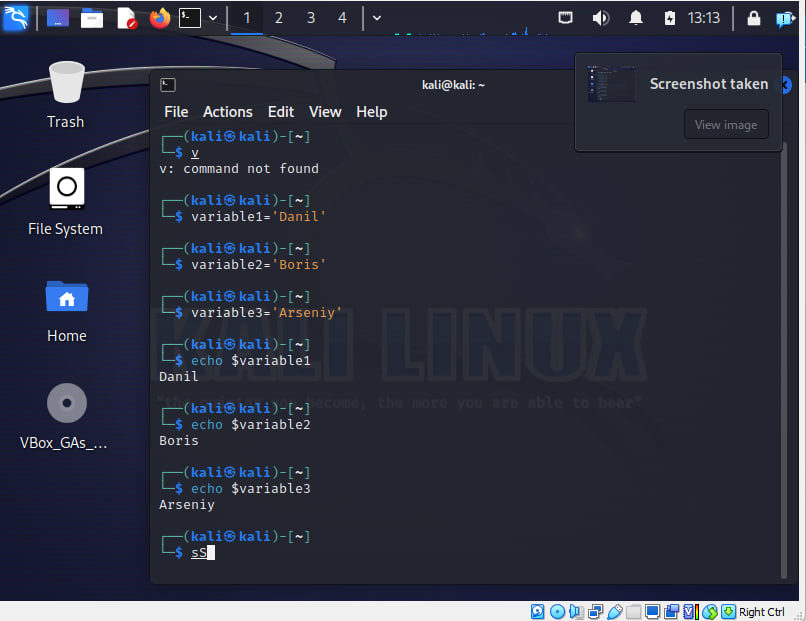 1 2 3 4 13:13
Trash
File System
Home
VBox_GAs_...
kali@kali: ~
Screenshot taken
View image
File Actions Edit View Help
┌──(kali㉿kali)-[~]
└─$ v
v: command not found
┌──(kali㉿kali)-[~]
└─$ variable1='Danil'
┌──(kali㉿kali)-[~]
└─$ variable2='Boris'
┌──(kali㉿kali)-[~]
└─$ variable3='Arseniy'
┌──(kali㉿kali)-[~]
└─$ echo $variable1
Danil
┌──(kali㉿kali)-[~]
└─$ echo $variable2
Boris
┌──(kali㉿kali)-[~]
└─$ echo $variable3
Arseniy
┌──(kali㉿kali)-[~]
└─$ sS
KALI LINUX
"the quieter you become, the more you are able to hear"
Right Ctrl